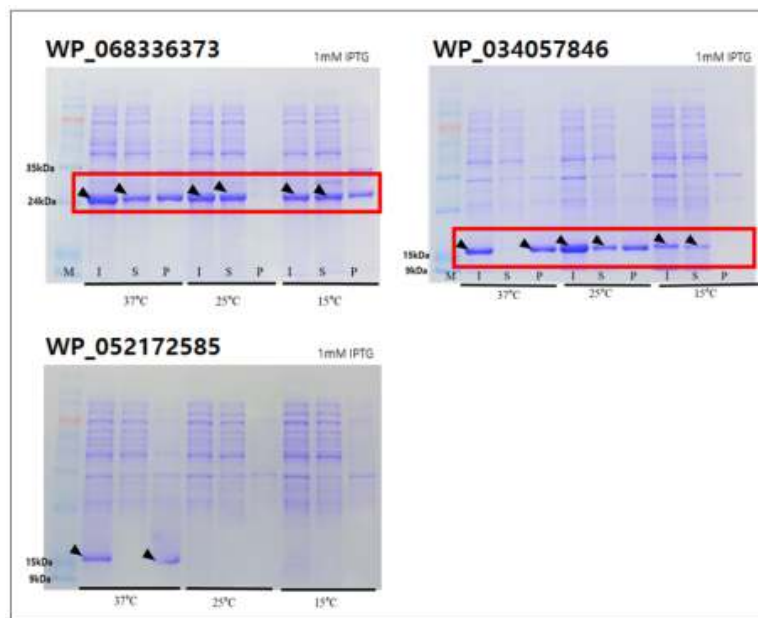 WP_068336373
1mM IPTG
35kDa
24kDa
M I S P I S P I S P
37°C 25°C 15°C
WP_034057846
1mM IPTG
15kDa
9kDa
M I S P I S P I S P
37°C 25°C 15°C
WP_052172585
1mM IPTG
15kDa
9kDa
37°C 25°C 15°C